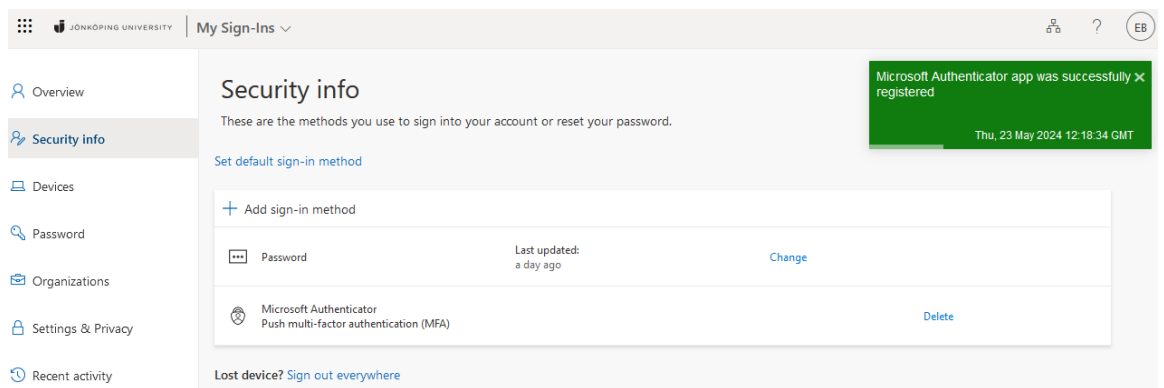 JÖNKÖPING UNIVERSITY
My Sign-Ins
?
EB
Microsoft Authenticator app was successfully
registered
Thu, 23 May 2024 12:18:34 GMT
Overview
Security info
Devices
Password
Organizations
Settings & Privacy
Recent activity
Security info
These are the methods you use to sign into your account or reset your password.
Set default sign-in method
Add sign-in method
Password
Last updated:
a day ago
Change
Microsoft Authenticator
Push multi-factor authentication (MFA)
Delete
Lost device? Sign out everywhere